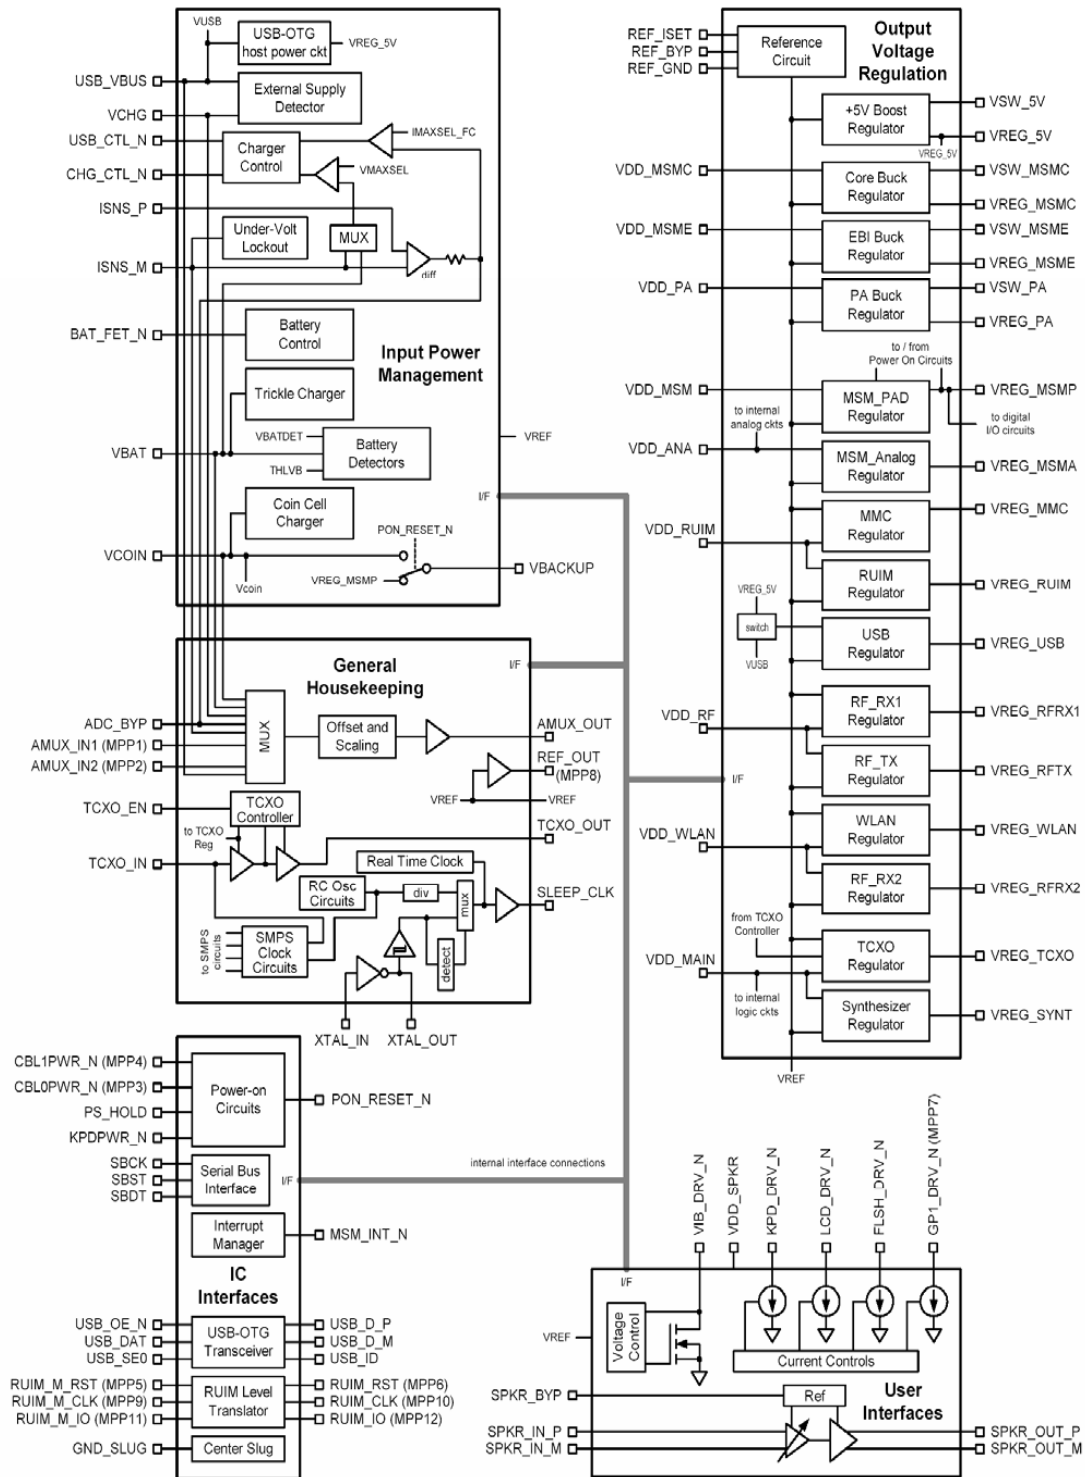 VUSB
USB-OTG
host power ckt
VREG_5V
USB_VBUS
External Supply
Detector
VCHG
USB_CTL_N
IMAXSEL_FC
Charger
Control
VMAXSEL
CHG_CTL_N
ISNS_P
Under-Volt
Lockout
MUX
ISNS_M
diff
BAT_FET_N
Battery
Control
Input Power
Management
Trickle Charger
VBATDET
VREF
VBAT
Battery
Detectors
THLVB
I/F
Coin Cell
Charger
PON_RESET_N
VCOIN
Vcoin
VREG_MSMP
VBACKUP
General
Housekeeping
I/F
ADC_BYP
AMUX_IN1 (MPP1)
AMUX_IN2 (MPP2)
MUX
Offset and
Scaling
AMUX_OUT
REF_OUT
(MPP8)
VREF
VREF
TCXO_EN
TCXO
Controller
to TCXO
Reg
TCXO_OUT
TCXO_IN
Real Time Clock
RC Osc
Circuits
div
mux
SLEEP_CLK
to SMPS
circuits
SMPS
Clock
Circuits
detect
XTAL_IN
XTAL_OUT
CBL1PWR_N (MPP4)
CBL0PWR_N (MPP3)
PS_HOLD
KPDPWR_N
Power-on
Circuits
PON_RESET_N
SBCK
SBST
SBDT
Serial Bus
Interface
I/F
internal interface connections
Interrupt
Manager
MSM_INT_N
IC
Interfaces
USB_OE_N
USB_DAT
USB_SE0
USB-OTG
Transceiver
USB_D_P
USB_D_M
USB_ID
RUIM_M_RST (MPP5)
RUIM_M_CLK (MPP9)
RUIM_M_IO (MPP11)
RUIM Level
Translator
RUIM_RST (MPP6)
RUIM_CLK (MPP10)
RUIM_IO (MPP12)
GND_SLUG
Center Slug
REF_ISET
REF_BYP
REF_GND
Reference
Circuit
Output
Voltage
Regulation
+5V Boost
Regulator
VSW_5V
VREG_5V
VREG_5V
VDD_MSMC
Core Buck
Regulator
VSW_MSMC
VREG_MSMC
VDD_MSME
EBI Buck
Regulator
VSW_MSME
VREG_MSME
VDD_PA
PA Buck
Regulator
VSW_PA
VREG_PA
to / from
Power On Circuits
VDD_MSM
MSM_PAD
Regulator
VREG_MSMP
to digital
I/O circuits
to internal
analog ckts
VDD_ANA
MSM_Analog
Regulator
VREG_MSMA
MMC
Regulator
VREG_MMC
VDD_RUIM
RUIM
Regulator
VREG_RUIM
VREG_5V
switch
VUSB
USB
Regulator
VREG_USB
RF_RX1
Regulator
VREG_RFRX1
VDD_RF
RF_TX
Regulator
VREG_RFTX
I/F
WLAN
Regulator
VREG_WLAN
VDD_WLAN
RF_RX2
Regulator
VREG_RFRX2
from TCXO
Controller
TCXO
Regulator
VREG_TCXO
VDD_MAIN
to internal
logic ckts
Synthesizer
Regulator
VREG_SYNT
VREF
VIB_DRV_N
VDD_SPKR
KPD_DRV_N
LCD_DRV_N
FLSH_DRV_N
GP1_DRV_N (MPP7)
I/F
VREF
Voltage
Control
Current Controls
SPKR_BYP
Ref
User
Interfaces
SPKR_IN_P
SPKR_IN_M
SPKR_OUT_P
SPKR_OUT_M